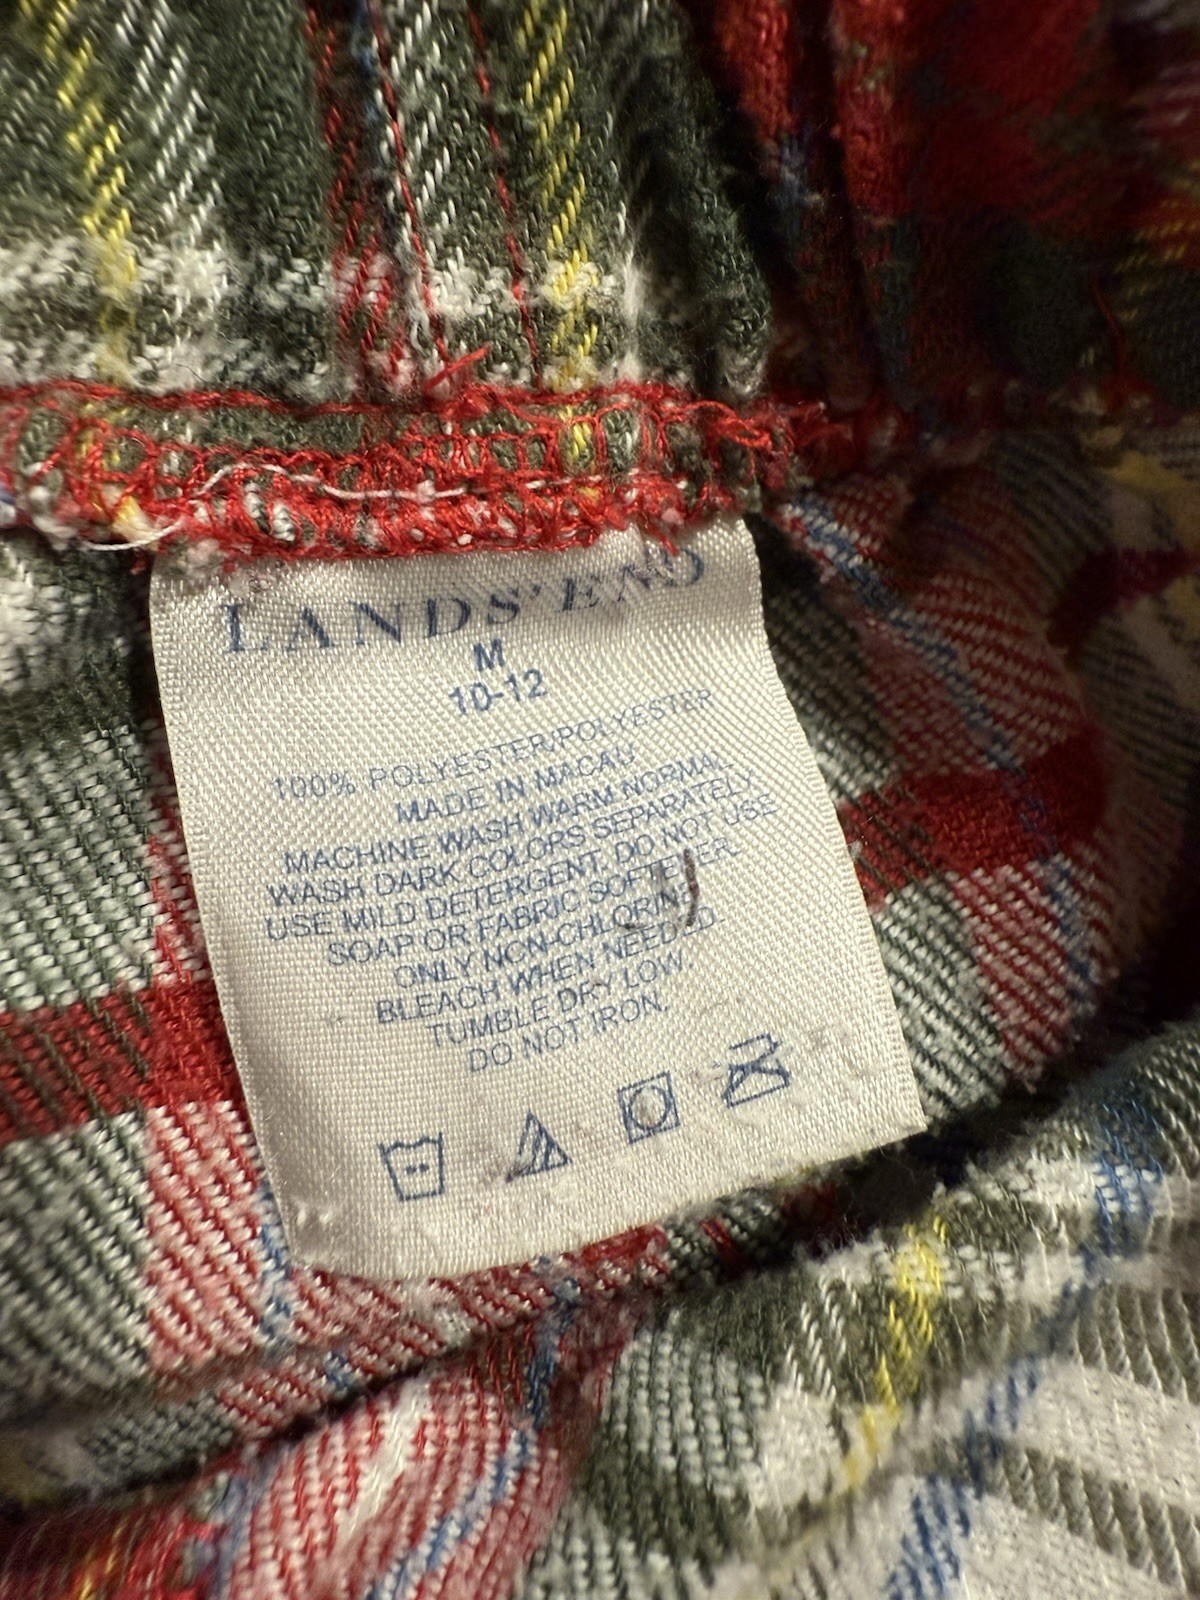 LANDS' END
M
10-12
100% POLYESTER/POLYESTER
MADE IN MACAU
MACHINE WASH WARM NORMAL
WASH DARK COLORS SEPARATELY
USE MILD DETERGENT, DO NOT USE
SOAP OR FABRIC SOFTENER.
ONLY NON-CHLORINE
BLEACH WHEN NEEDED.
TUMBLE DRY LOW.
DO NOT IRON.